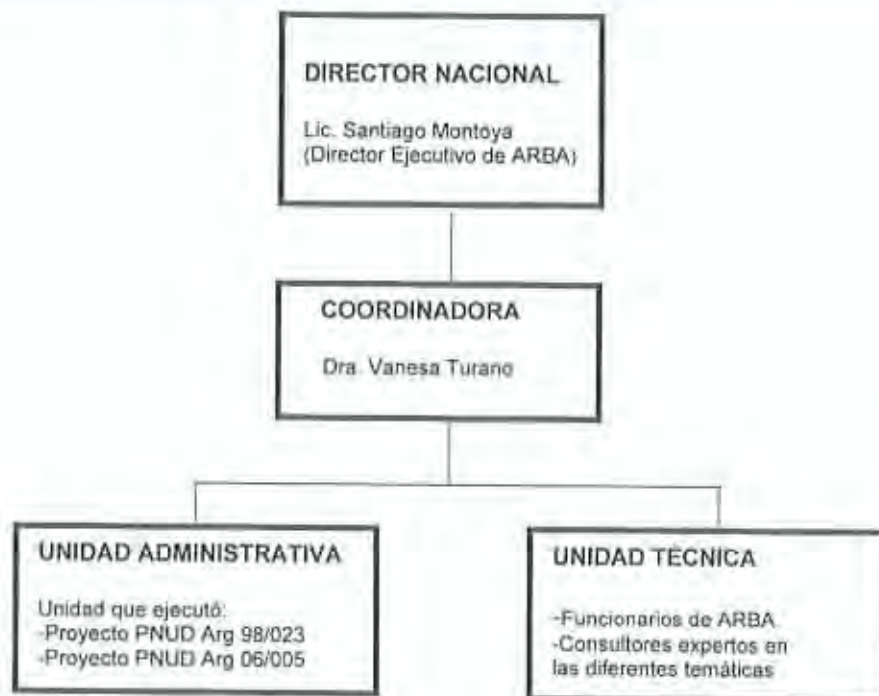 DIRECTOR NACIONAL
Lic. Santiago Montoya
(Director Ejecutivo de ARBA)
COORDINADORA
Dra. Vanesa Turano
UNIDAD ADMINISTRATIVA
Unidad que ejecutó:
-Proyecto PNUD Arg 98/023
-Proyecto PNUD Arg 06/005
UNIDAD TÉCNICA
-Funcionarios de ARBA
-Consultores expertos en
las diferentes temáticas